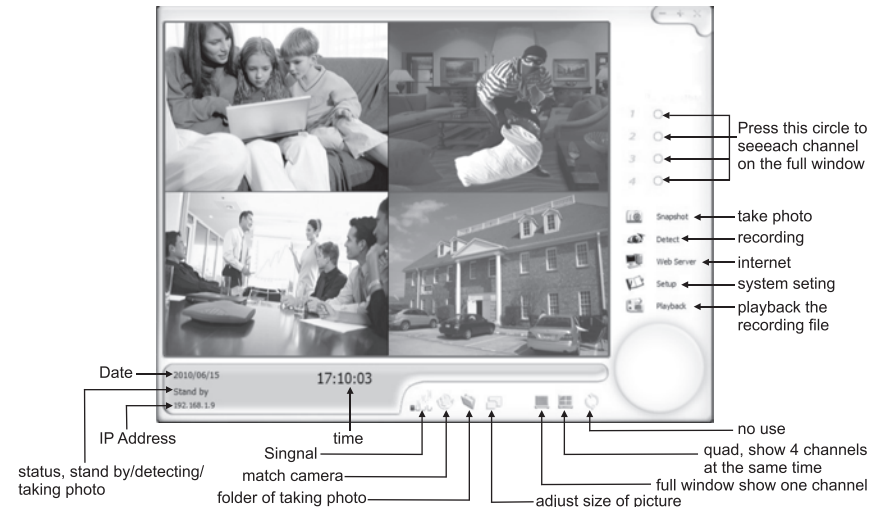 1
2
3
4
Press this circle to
seeeach channel
on the full window
Snapshot
take photo
Detect
recording
Web Server
internet
Setup
system seting
Playback
playback the
recording file
Date
2010/06/15
17:10:03
Stand by
192.168.1.9
IP Address
time
status, stand by/detecting/
taking photo
Singnal
match camera
folder of taking photo
no use
quad, show 4 channels
at the same time
full window show one channel
adjust size of picture